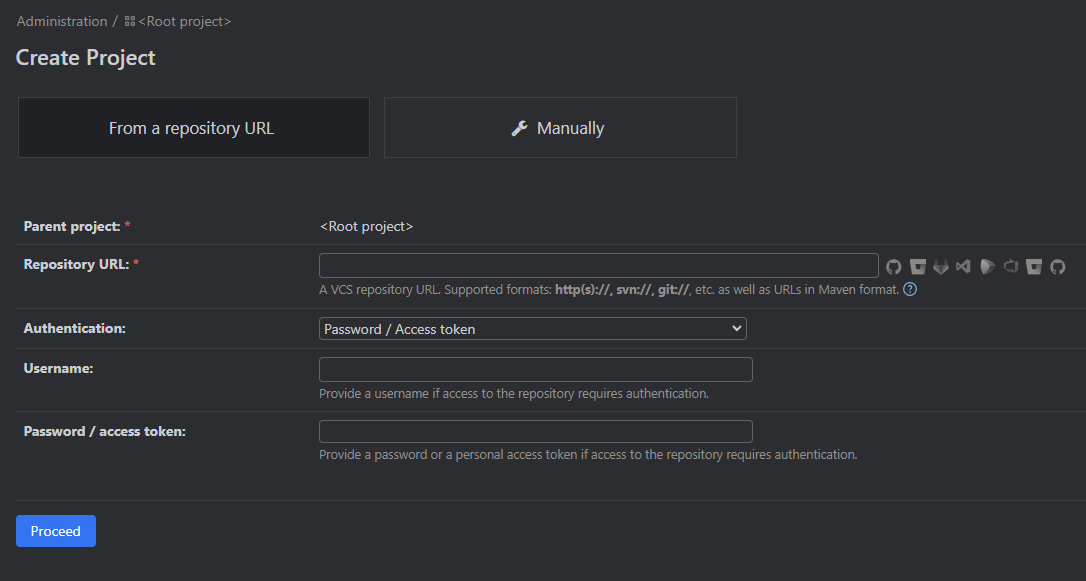 Administration / <Root project>
Create Project
From a repository URL
Manually
Parent project: *
<Root project>
Repository URL: *
A VCS repository URL. Supported formats: http(s)://, svn://, git://, etc. as well as URLs in Maven format.
Authentication:
Password / Access token
Username:
Provide a username if access to the repository requires authentication.
Password / access token:
Provide a password or a personal access token if access to the repository requires authentication.
Proceed